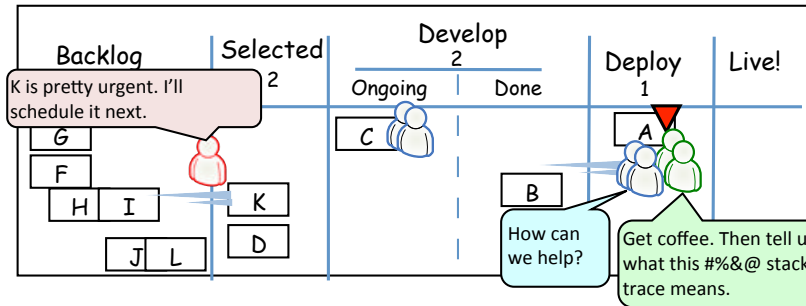 Backlog
Selected
2
Develop
2
Ongoing
Done
Deploy
1
Live!
K is pretty urgent. I'll
schedule it next.
G
F
H
I
J
L
K
D
C
B
A
How can
we help?
Get coffee. Then tell u
what this #%&@ stack
trace means.